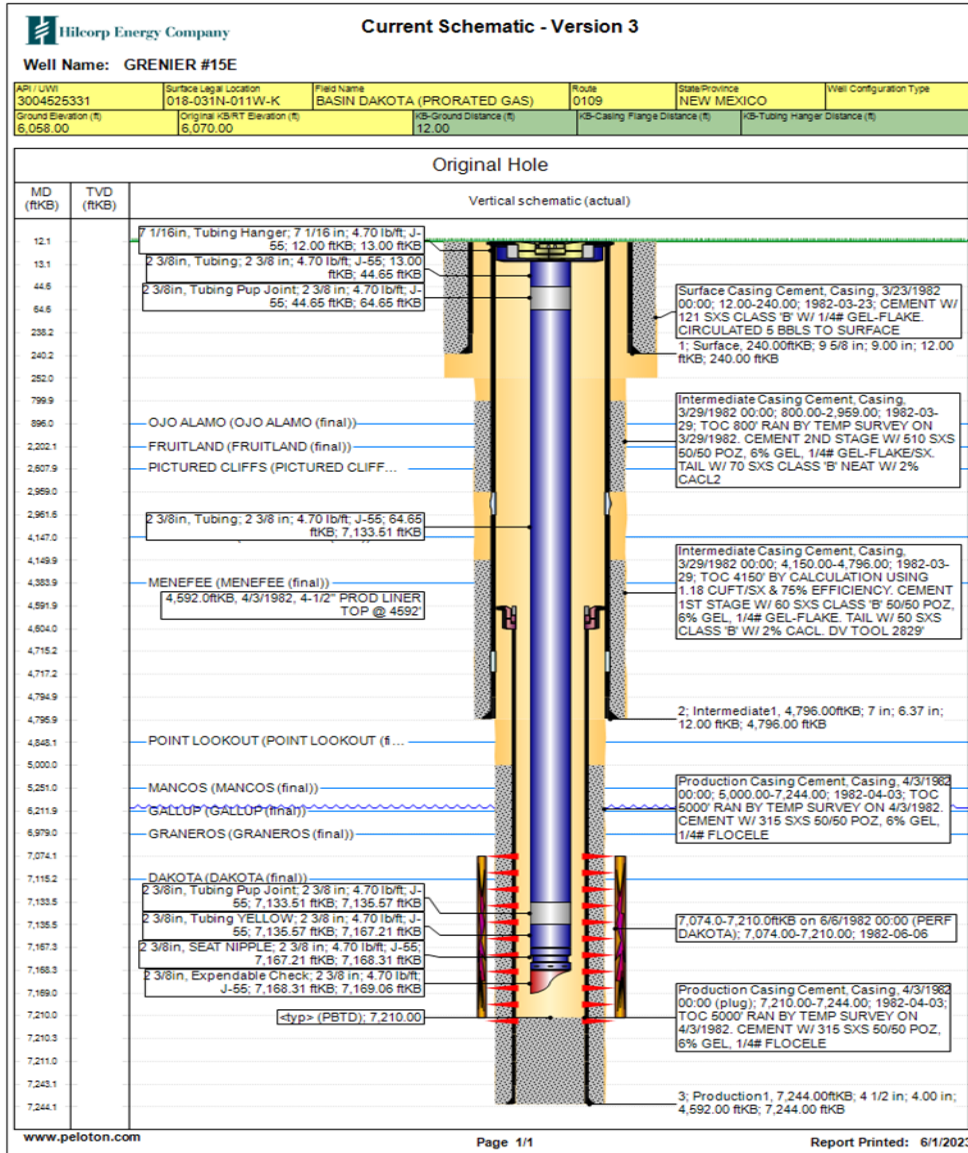 Hilcorp Energy Company
Current Schematic - Version 3
Well Name: GRENIER #15E
API / UWI
3004525331
Surface Legal Location
018-031N-011W-K
Field Name
BASIN DAKOTA (PRORATED GAS)
Route
0109
State/Province
NEW MEXICO
Well Configuration Type
Ground Elevation (ft)
6,058.00
Original KB/RT Elevation (ft)
6,070.00
KB-Ground Distance (ft)
12.00
KB-Casing Flange Distance (ft)
KB-Tubing Hanger Distance (ft)
Original Hole
MD
(ftKB)
TVD
(ftKB)
Vertical schematic (actual)
12.1
13.1
44.6
64.6
238.2
240.2
252.0
799.9
896.0
2,202.1
2,607.9
2,959.0
2,961.6
4,147.0
4,149.9
4,383.9
4,591.9
4,604.0
4,715.2
4,717.2
4,794.9
4,795.9
4,848.1
5,000.0
5,251.0
6,211.9
6,979.0
7,074.1
7,115.2
7,133.5
7,135.5
7,167.3
7,168.3
7,169.0
7,210.0
7,210.3
7,211.0
7,243.1
7,244.1
7 1/16in, Tubing Hanger; 7 1/16 in; 4.70 lb/ft; J-
55; 12.00 ftKB; 13.00 ftKB
2 3/8in, Tubing; 2 3/8 in; 4.70 lb/ft; J-55; 13.00
ftKB; 44.65 ftKB
2 3/8in, Tubing Pup Joint; 2 3/8 in; 4.70 lb/ft; J-
55; 44.65 ftKB; 64.65 ftKB
OJO ALAMO (OJO ALAMO (final))
FRUITLAND (FRUITLAND (final))
PICTURED CLIFFS (PICTURED CLIFF...
2 3/8in, Tubing; 2 3/8 in; 4.70 lb/ft; J-55; 64.65
ftKB; 7,133.51 ftKB
MENEFEE (MENEFEE (final))
4,592.0ftKB, 4/3/1982, 4-1/2" PROD LINER
TOP @ 4592'
POINT LOOKOUT (POINT LOOKOUT (fi...
MANCOS (MANCOS (final))
GALLUP (GALLUP (final))
GRANEROS (GRANEROS (final))
DAKOTA (DAKOTA (final))
2 3/8in, Tubing Pup Joint; 2 3/8 in; 4.70 lb/ft; J-
55; 7,133.51 ftKB; 7,135.57 ftKB
2 3/8in, Tubing YELLOW; 2 3/8 in; 4.70 lb/ft; J-
55; 7,135.57 ftKB; 7,167.21 ftKB
2 3/8in, SEAT NIPPLE; 2 3/8 in; 4.70 lb/ft; J-55;
7,167.21 ftKB; 7,168.31 ftKB
2 3/8in, Expendable Check; 2 3/8 in; 4.70 lb/ft;
J-55; 7,168.31 ftKB; 7,169.06 ftKB
<typ> (PBTD); 7,210.00
Surface Casing Cement, Casing, 3/23/1982
00:00; 12.00-240.00; 1982-03-23; CEMENT W/
121 SXS CLASS 'B' W/ 1/4# GEL-FLAKE.
CIRCULATED 5 BBLS TO SURFACE
1; Surface, 240.00ftKB; 9 5/8 in; 9.00 in; 12.00
ftKB; 240.00 ftKB
Intermediate Casing Cement, Casing,
3/29/1982 00:00; 800.00-2,959.00; 1982-03-
29; TOC 800' RAN BY TEMP SURVEY ON
3/29/1982. CEMENT 2ND STAGE W/ 510 SXS
50/50 POZ, 6% GEL, 1/4# GEL-FLAKE/SX.
TAIL W/ 70 SXS CLASS 'B' NEAT W/ 2%
CACL2
Intermediate Casing Cement, Casing,
3/29/1982 00:00; 4,150.00-4,796.00; 1982-03-
29; TOC 4150' BY CALCULATION USING
1.18 CUFT/SX & 75% EFFICIENCY. CEMENT
1ST STAGE W/ 60 SXS CLASS 'B' 50/50 POZ,
6% GEL, 1/4# GEL-FLAKE. TAIL W/ 50 SXS
CLASS 'B' W/ 2% CACL. DV TOOL 2829'
2; Intermediate1, 4,796.00ftKB; 7 in; 6.37 in;
12.00 ftKB; 4,796.00 ftKB
Production Casing Cement, Casing, 4/3/1982
00:00; 5,000.00-7,244.00; 1982-04-03; TOC
5000' RAN BY TEMP SURVEY ON 4/3/1982.
CEMENT W/ 315 SXS 50/50 POZ, 6% GEL,
1/4# FLOCELE
7,074.0-7,210.0ftKB on 6/6/1982 00:00 (PERF
DAKOTA); 7,074.00-7,210.00; 1982-06-06
Production Casing Cement, Casing, 4/3/1982
00:00 (plug); 7,210.00-7,244.00; 1982-04-03;
TOC 5000' RAN BY TEMP SURVEY ON
4/3/1982. CEMENT W/ 315 SXS 50/50 POZ,
6% GEL, 1/4# FLOCELE
3; Production1, 7,244.00ftKB; 4 1/2 in; 4.00 in;
4,592.00 ftKB; 7,244.00 ftKB
www.peloton.com
Page 1/1
Report Printed: 6/1/2023